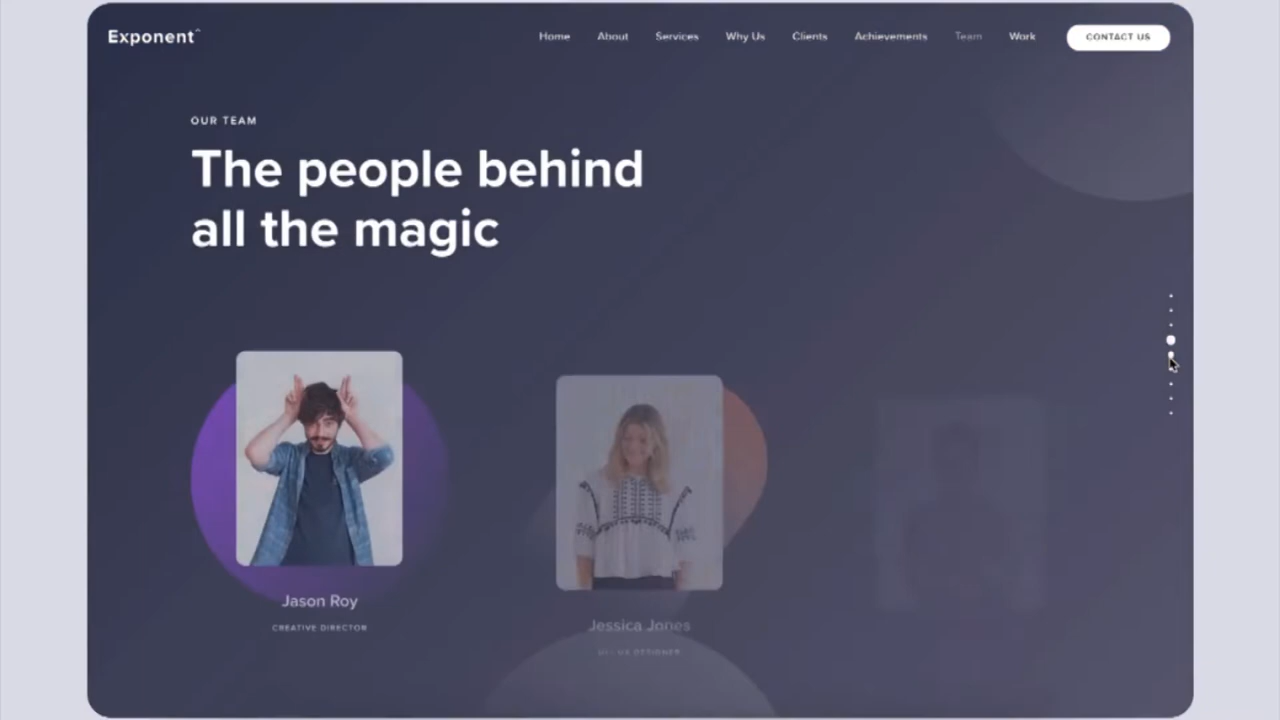 Exponent^
Home About Services Why Us Clients Achievements Team Work CONTACT US
OUR TEAM
The people behind
all the magic
Jason Roy
CREATIVE DIRECTOR
Jessica Jones
DESIGNER